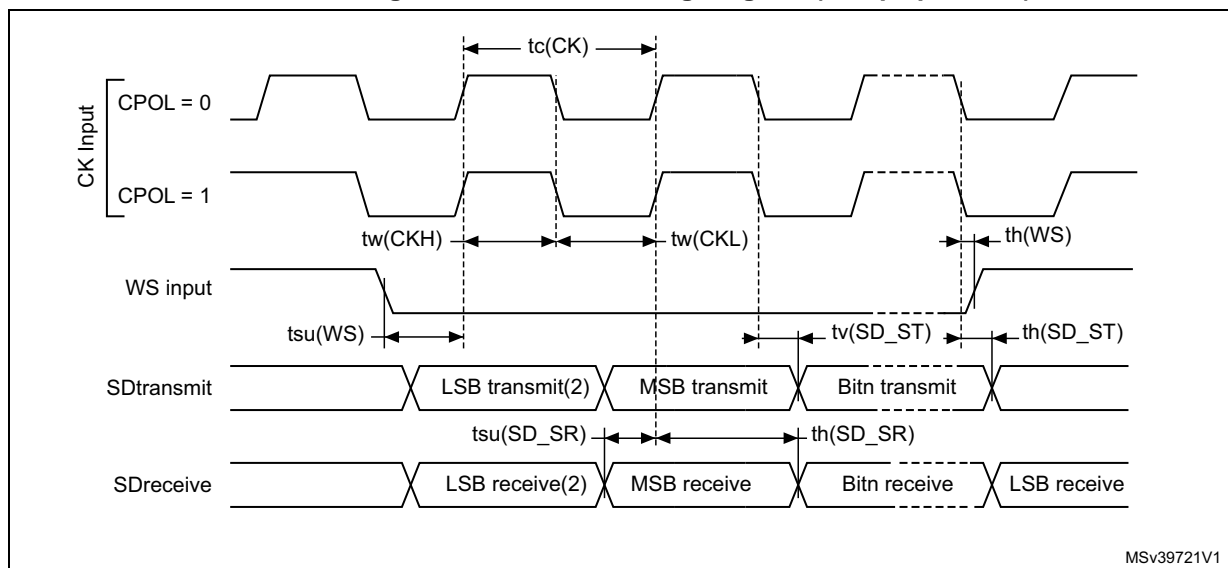 tc(CK)
CK Input
CPOL = 0
CPOL = 1
tw(CKH)
tw(CKL)
th(WS)
WS input
tsu(WS)
tv(SD_ST)
th(SD_ST)
SDtransmit
LSB transmit(2)
MSB transmit
Bitn transmit
tsu(SD_SR)
th(SD_SR)
SDreceive
LSB receive(2)
MSB receive
Bitn receive
LSB receive
MSv39721V1